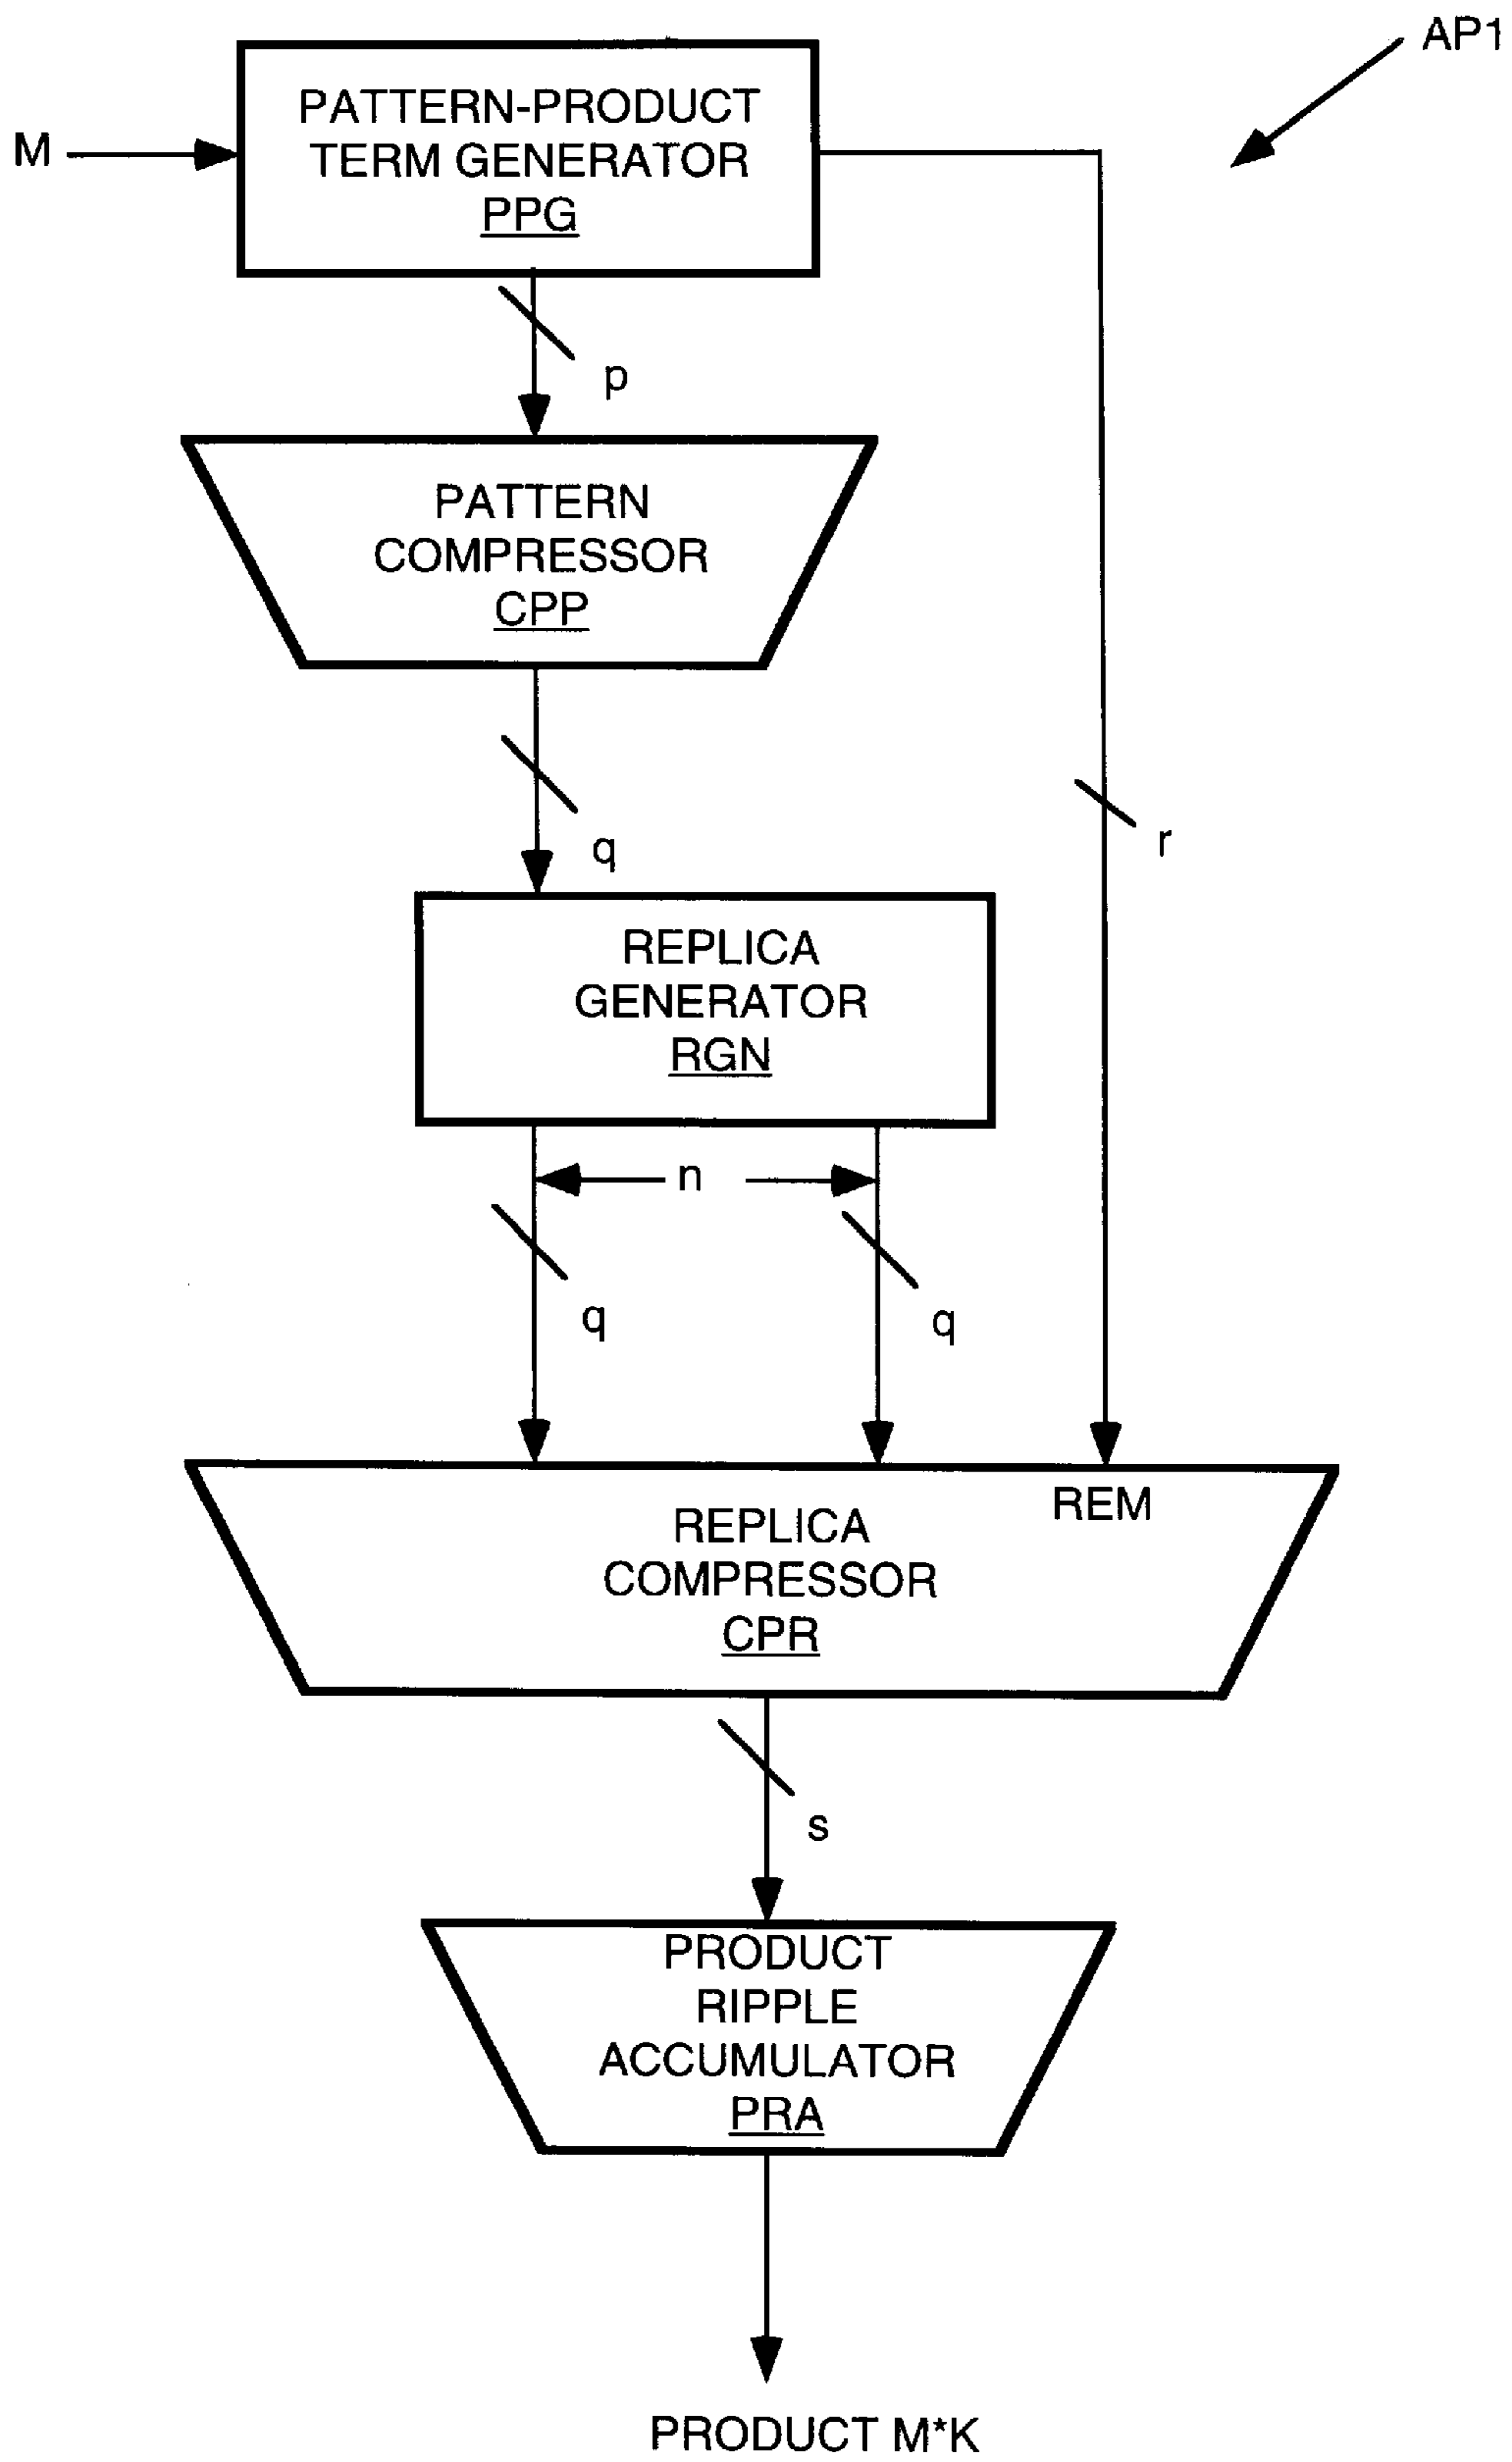 AP1
M
PATTERN-PRODUCT
TERM GENERATOR
PPG
p
PATTERN
COMPRESSOR
CPP
q
r
REPLICA
GENERATOR
RGN
n
q
q
REM
REPLICA
COMPRESSOR
CPR
s
PRODUCT
RIPPLE
ACCUMULATOR
PRA
PRODUCT M*K